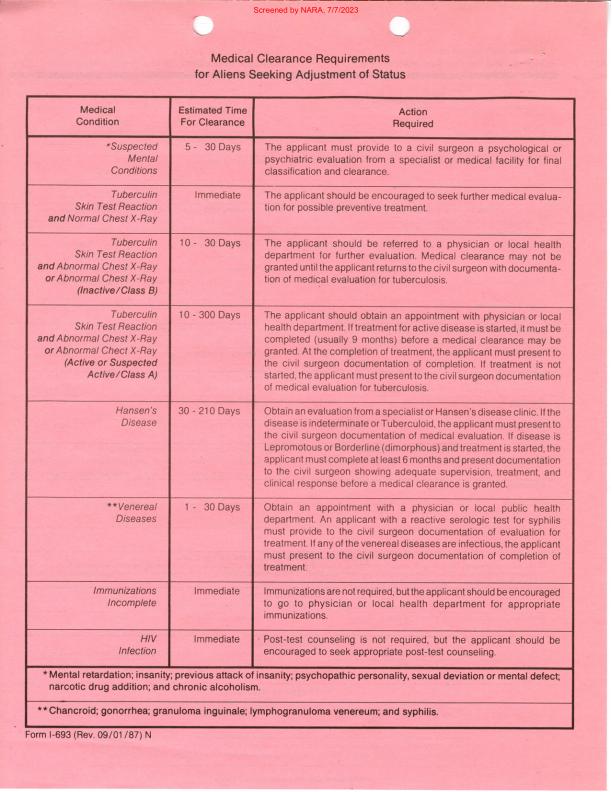 Screened by NARA, 7/7/2023
Medical Clearance Requirements
for Aliens Seeking Adjustment of Status
Medical
Condition
Estimated Time
For Clearance
Action
Required
*Suspected
Mental
Conditions
5 - 30 Days
The applicant must provide to a civil surgeon a psychological or
psychiatric evaluation from a specialist or medical facility for final
classification and clearance.
Tuberculin
Skin Test Reaction
and Normal Chest X-Ray
Immediate
The applicant should be encouraged to seek further medical evalua-
tion for possible preventive treatment.
Tuberculin
Skin Test Reaction
and Abnormal Chest X-Ray
or Abnormal Chest X-Ray
(Inactive/Class B)
10 - 30 Days
The applicant should be referred to a physician or local health
department for further evaluation. Medical clearance may not be
granted until the applicant returns to the civil surgeon with documenta-
tion of medical evaluation for tuberculosis.
Tuberculin
Skin Test Reaction
and Abnormal Chest X-Ray
or Abnormal Chect X-Ray
(Active or Suspected
Active/Class A)
10 - 300 Days
The applicant should obtain an appointment with physician or local
health department. If treatment for active disease is started, it must be
completed (usually 9 months) before a medical clearance may be
granted. At the completion of treatment, the applicant must present to
the civil surgeon documentation of completion. If treatment is not
started, the applicant must present to the civil surgeon documentation
of medical evaluation for tuberculosis.
Hansen's
Disease
30 - 210 Days
Obtain an evaluation from a specialist or Hansen's disease clinic. If the
disease is indeterminate or Tuberculoid, the applicant must present to
the civil surgeon documentation of medical evaluation. If disease is
Lepromotous or Borderline (dimorphous) and treatment is started, the
applicant must complete at least 6 months and present documentation
to the civil surgeon showing adequate supervision, treatment, and
clinical response before a medical clearance is granted.
**Venereal
Diseases
1 - 30 Days
Obtain an appointment with a physician or local public health
department. An applicant with a reactive serologic test for syphilis
must provide to the civil surgeon documentation of evaluation for
treatment. If any of the venereal diseases are infectious, the applicant
must present to the civil surgeon documentation of completion of
treatment.
Immunizations
Incomplete
Immediate
Immunizations are not required, but the applicant should be encouraged
to go to physician or local health department for appropriate
immunizations.
HIV
Infection
Immediate
Post-test counseling is not required, but the applicant should be
encouraged to seek appropriate post-test counseling.
* Mental retardation; insanity; previous attack of insanity; psychopathic personality, sexual deviation or mental defect;
narcotic drug addition; and chronic alcoholism.
** Chancroid; gonorrhea; granuloma inguinale; lymphogranuloma venereum; and syphilis.
Form I-693 (Rev. 09/01/87) N